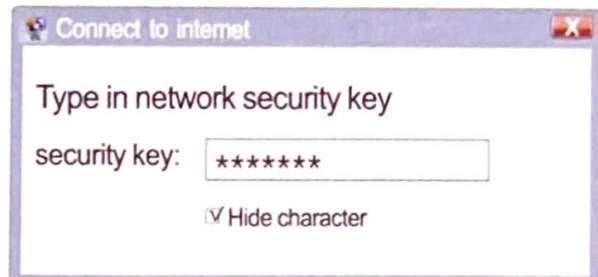 Connect to internet
X
Type in network security key
security key: *******
Hide character